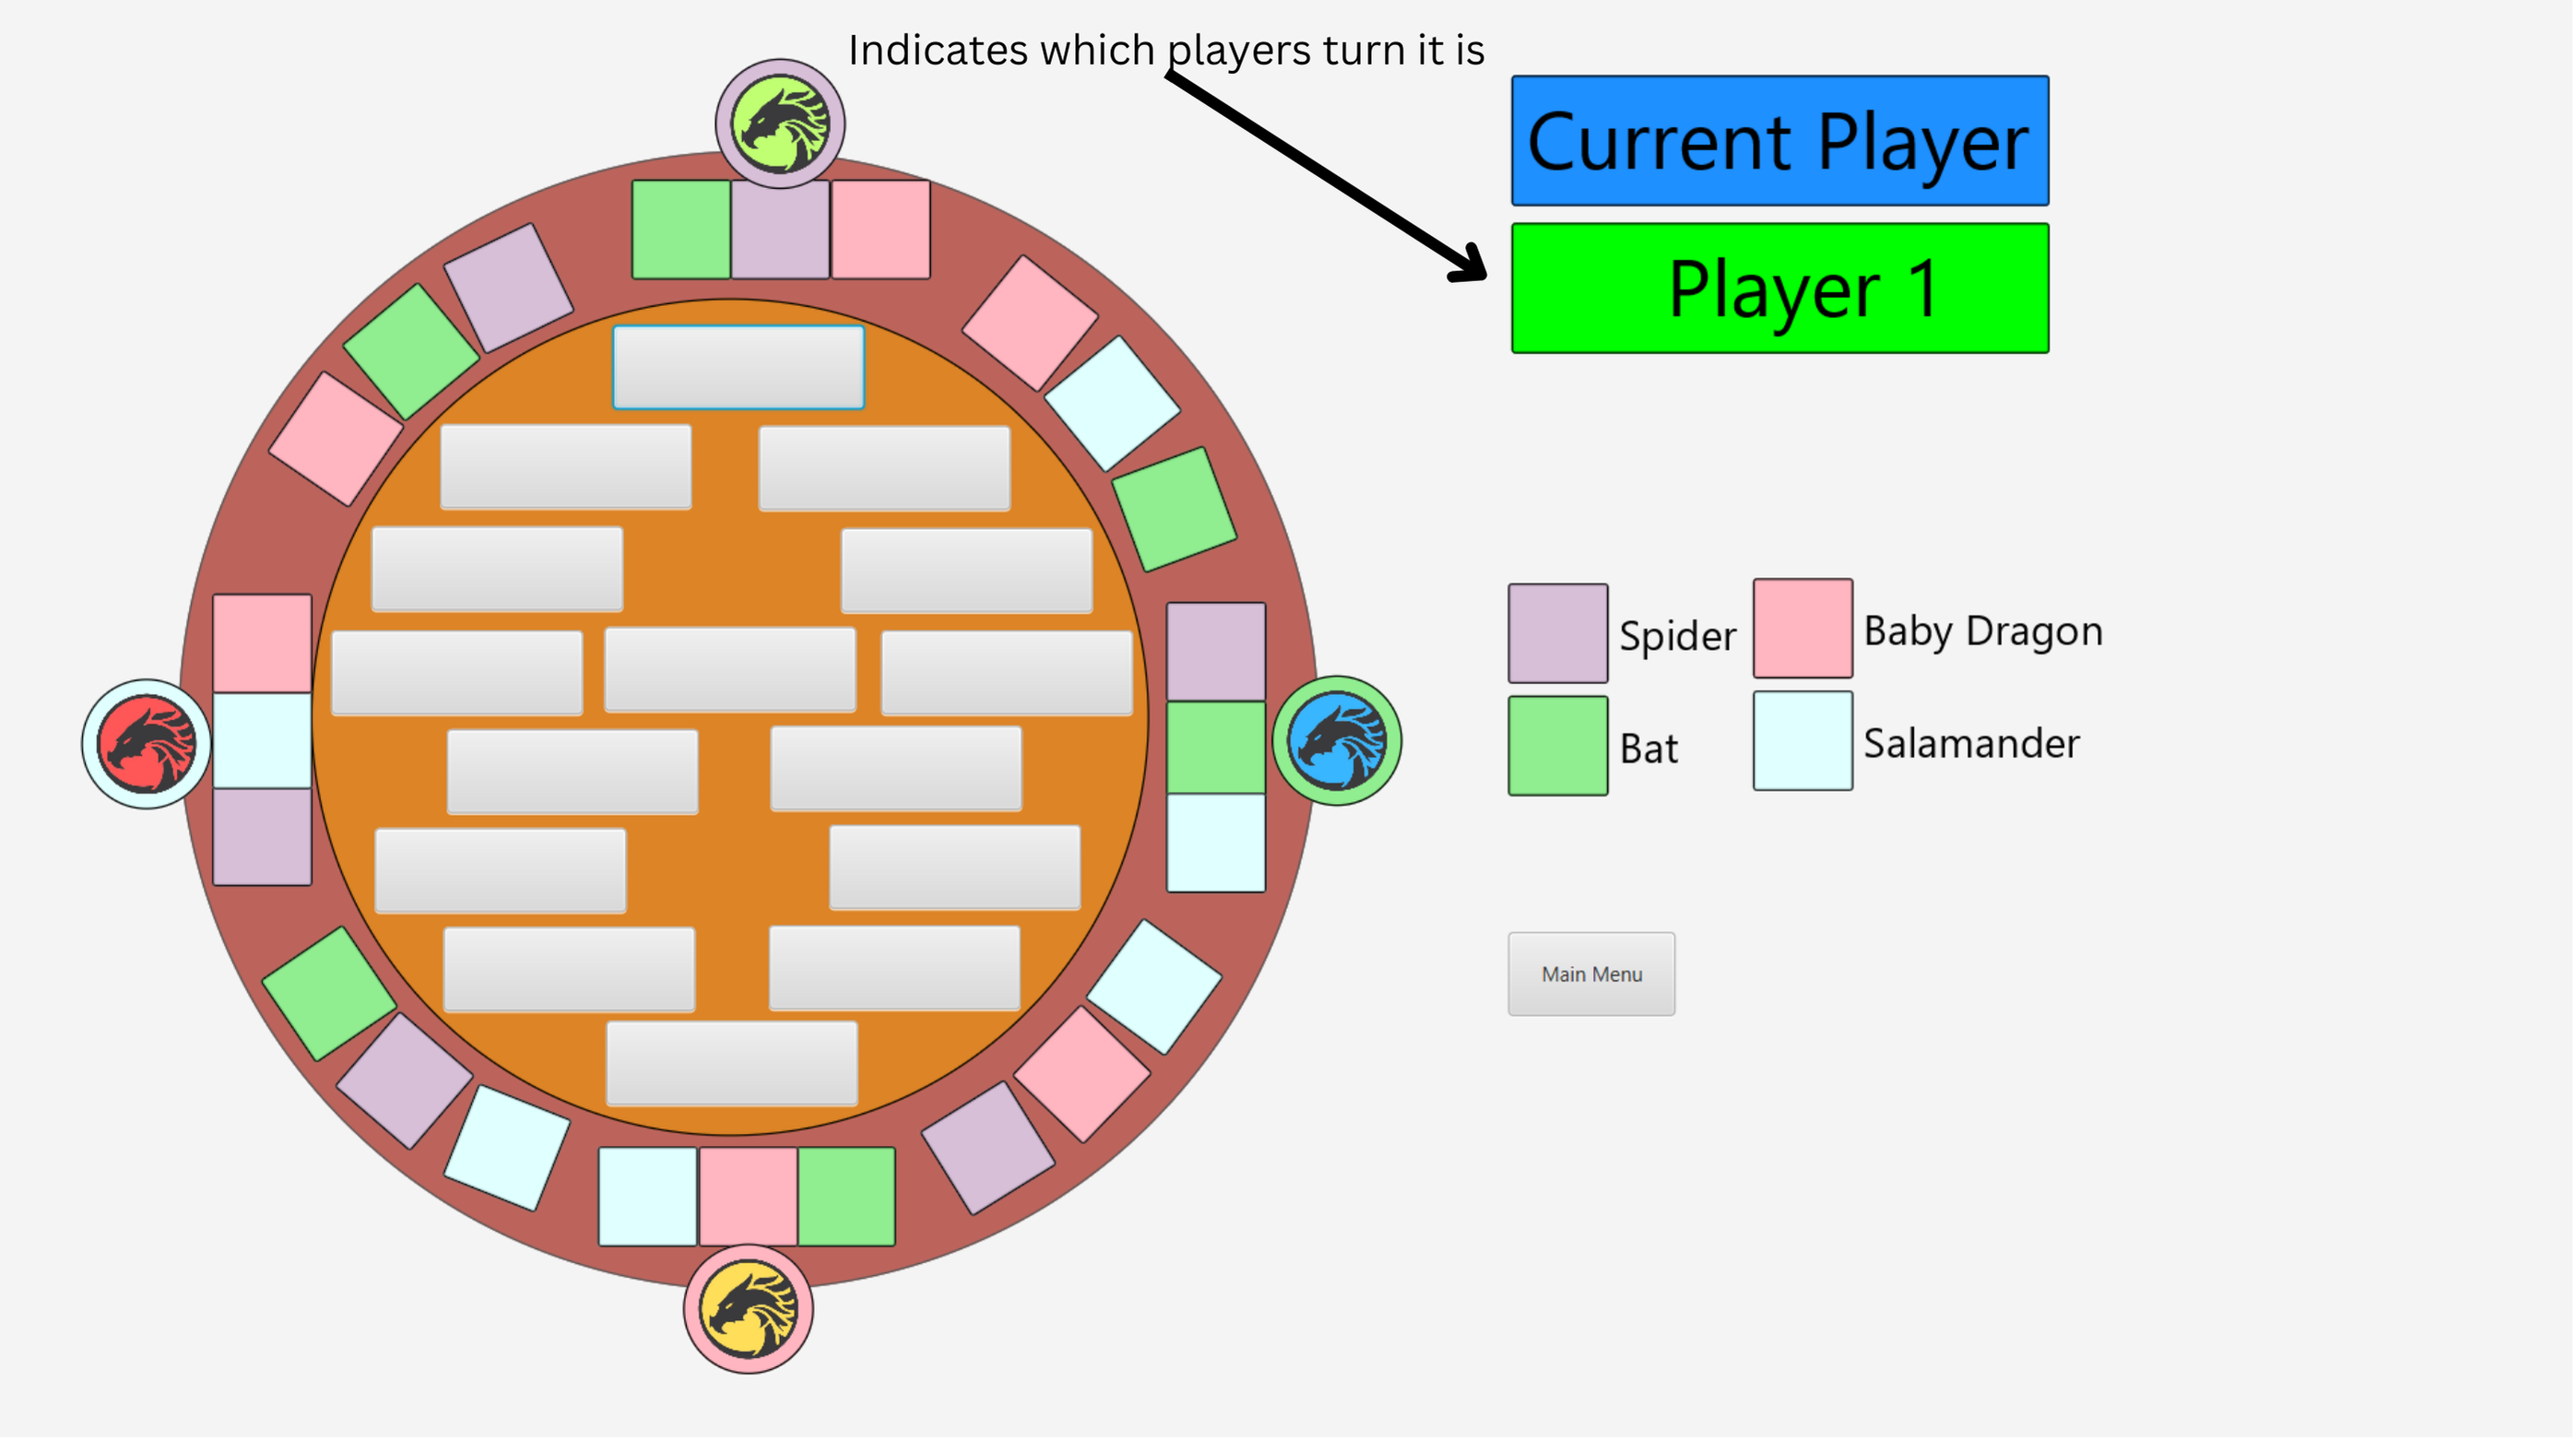 Indicates which players turn it is
Current Player
Player 1
Spider
Baby Dragon
Bat
Salamander
Main Menu